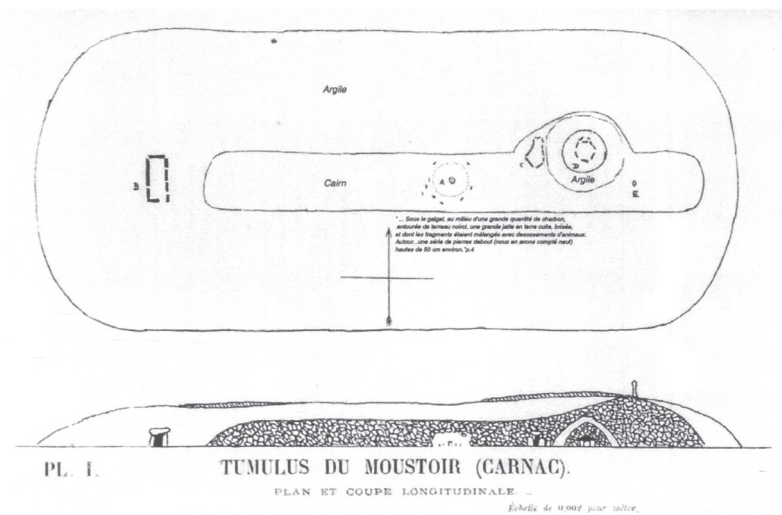 Argile
B
C
D
Cairn
A
Argile
E
"... Sous le galgal, au milieu d'une grande quantité de charbon,
entourée de terreau noirci, une grande jatte en terre cuite, brisée,
et dont les fragments étaient mélangés avec desossements d'animaux.
Autour...une série de pierres debout (nous en avons compté neuf)
hautes de 50 cm environ."p.4
PL. I.
TUMULUS DU MOUSTOIR (CARNAC).
PLAN ET COUPE LONGITUDINALE.
Échelle de 0,002 pour mètre.